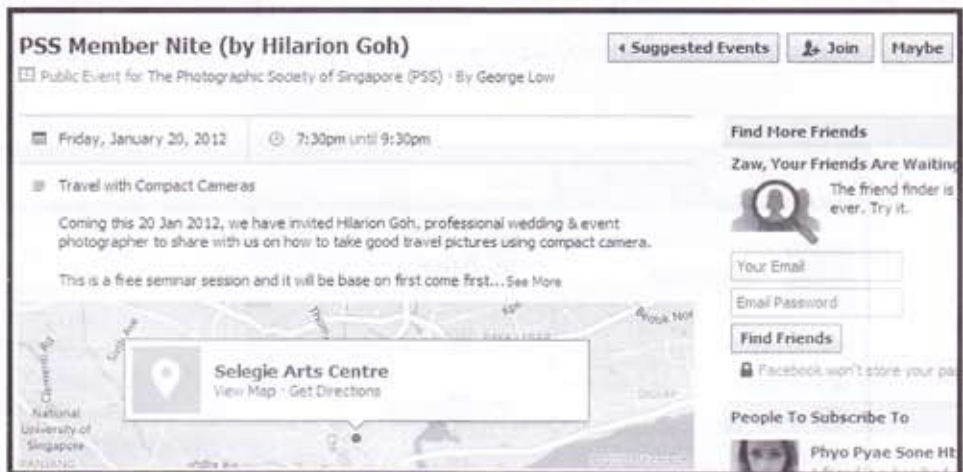 PSS Member Nite (by Hilarion Goh)
Suggested Events
Join
Maybe
Public Event for The Photographic Society of Singapore (PSS) · By George Low
Friday, January 20, 2012
7:30pm until 9:30pm
Travel with Compact Cameras
Coming this 20 Jan 2012, we have invited Hilarion Goh, professional wedding & event
photographer to share with us on how to take good travel pictures using compact camera.
This is a free seminar session and it will be base on first come first... See More
Selegie Arts Centre
View Map · Get Directions
Clementi Rd
National
University of
Singapore
Find More Friends
Zaw, Your Friends Are Waiting
The friend finder is
ever. Try it.
Your Email
Email Password
Find Friends
Facebook won't store your pas
People To Subscribe To
Phyo Pyae Sone Ht